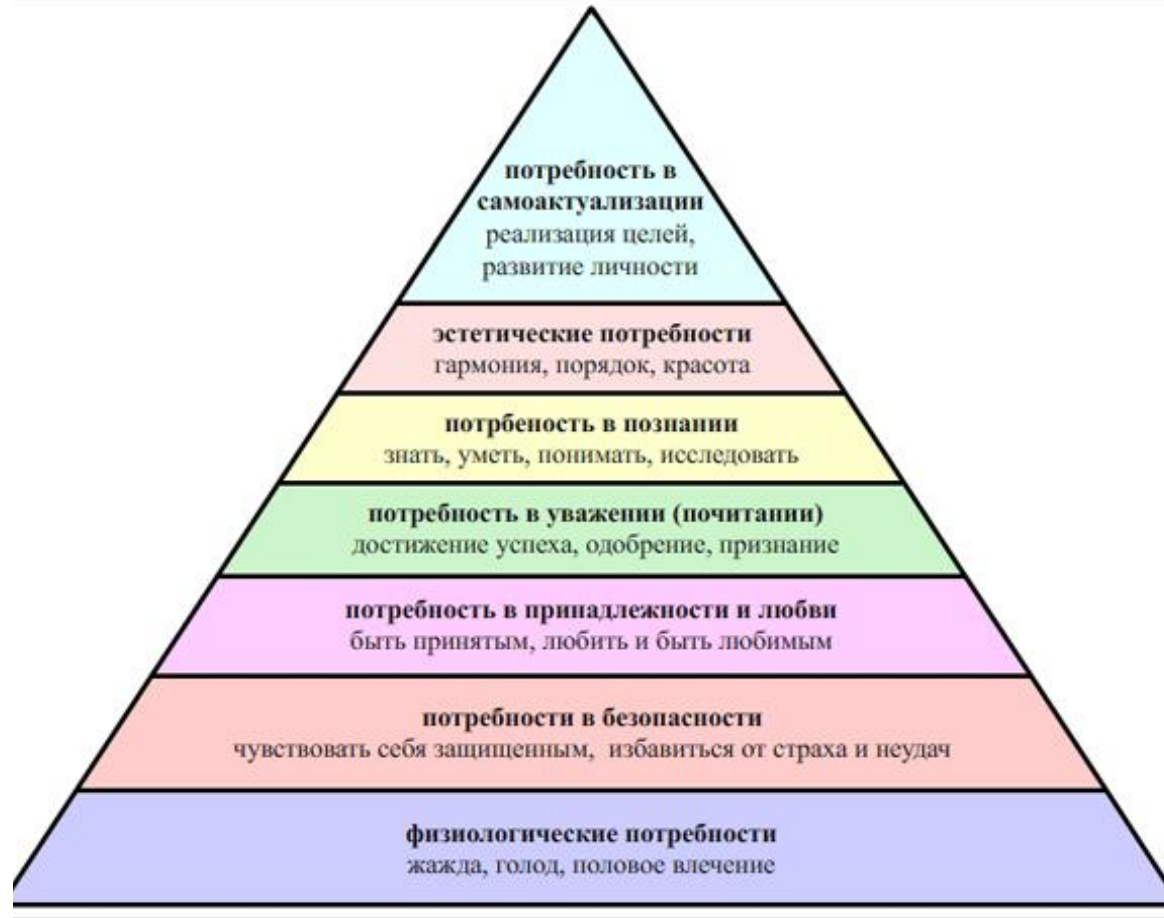 потребность в
самоактуализации
реализация целей,
развитие личности
эстетические потребности
гармония, порядок, красота
потрбеность в познании
знать, уметь, понимать, исследовать
потребность в уважении (почитании)
достижение успеха, одобрение, признание
потребность в принадлежности и любви
быть принятым, любить и быть любимым
потребности в безопасности
чувствовать себя защищенным, избавиться от страха и неудач
физиологические потребности
жажда, голод, половое влечение